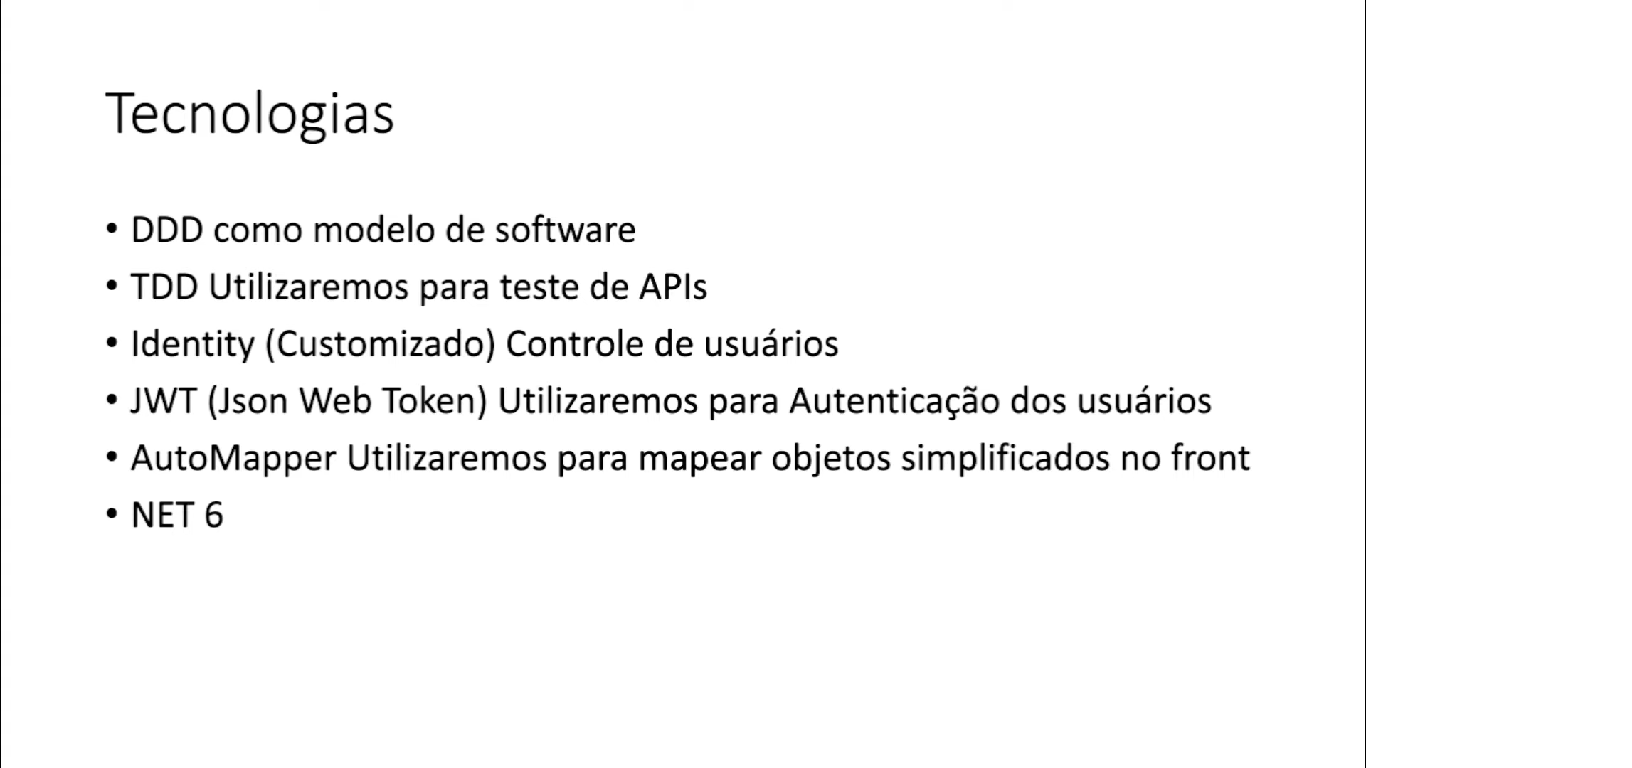 Tecnologias
• DDD como modelo de software
• TDD Utilizaremos para teste de APIs
• Identity (Customizado) Controle de usuários
• JWT (Json Web Token) Utilizaremos para Autenticação dos usuários
• AutoMapper Utilizaremos para mapear objetos simplificados no front
• NET 6